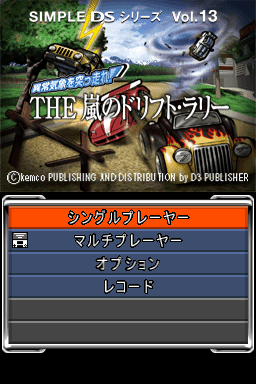 SIMPLE DS シリーズ Vol.13
異常気象を突っ走れ!
THE 嵐のドリフト・ラリー
©kemco PUBLISHING AND DISTRIBUTION by D3 PUBLISHER
シングルプレーヤー
マルチプレーヤー
オプション
レコード